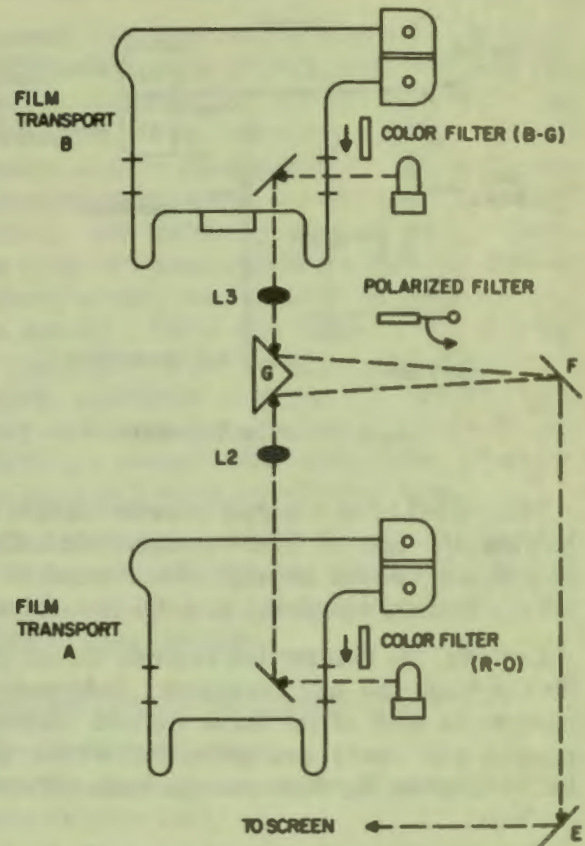 FILM
TRANSPORT
B
COLOR FILTER (B-G)
L3
POLARIZED FILTER
G
F
L2
FILM
TRANSPORT
A
COLOR FILTER
(R-O)
TO SCREEN
E